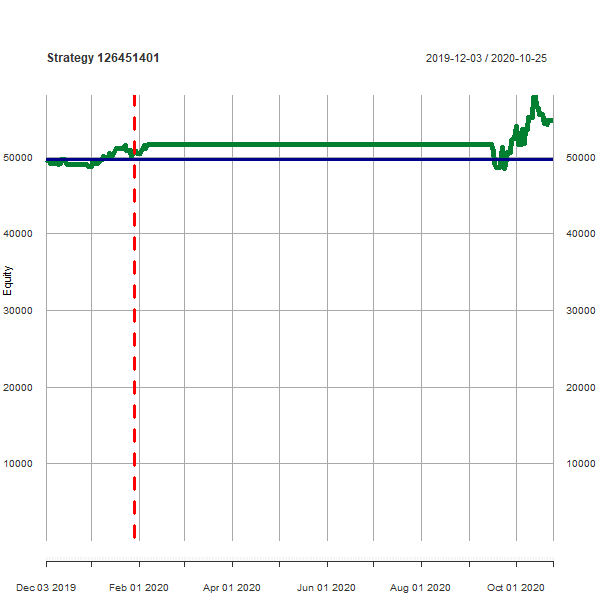 Strategy 126451401
2019-12-03 / 2020-10-25
50000
50000
40000
40000
Equity
30000
30000
20000
20000
10000
10000
Dec 03 2019
Feb 01 2020
Apr 01 2020
Jun 01 2020
Aug 01 2020
Oct 01 2020